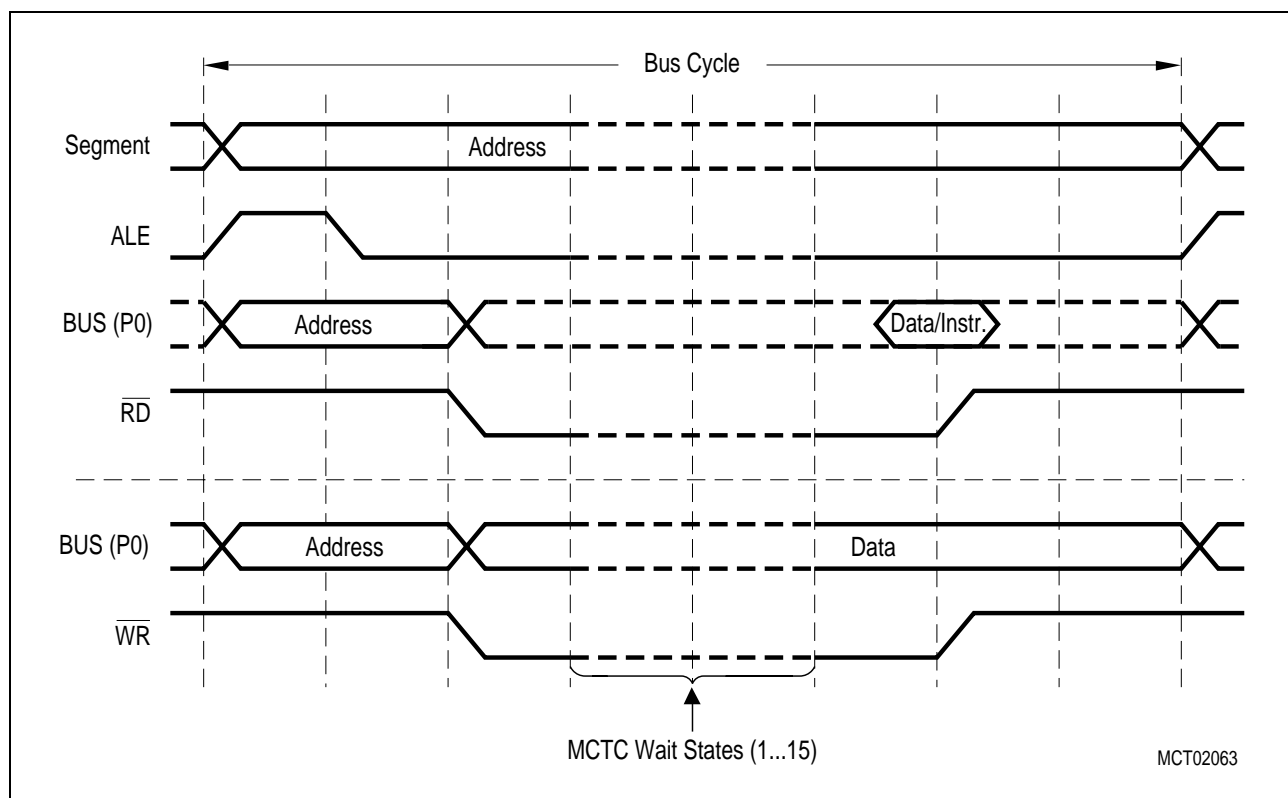 Bus Cycle
Segment
Address
ALE
BUS (P0)
Address
Data/Instr.
RD
BUS (P0)
Address
Data
WR
MCTC Wait States (1...15)
MCT02063